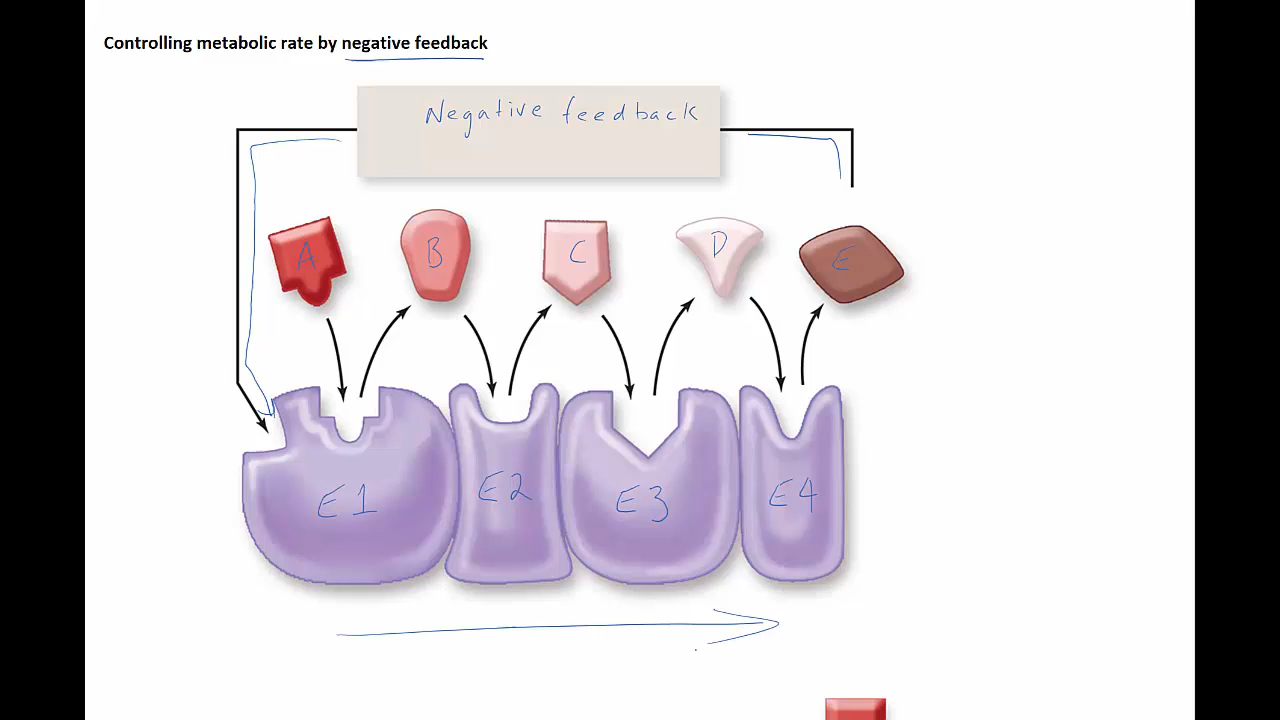 Controlling metabolic rate by negative feedback
Negative feedback
A B C D E
E1 E2 E3 E4